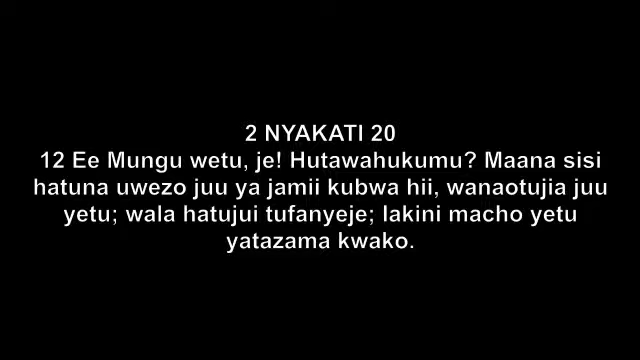 2 NYAKATI 20
12 Ee Mungu wetu, je! Hutawahukumu? Maana sisi
hatuna uwezo juu ya jamii kubwa hii, wanaotujia juu
yetu; wala hatujui tufanyeje; lakini macho yetu
yatazama kwako.